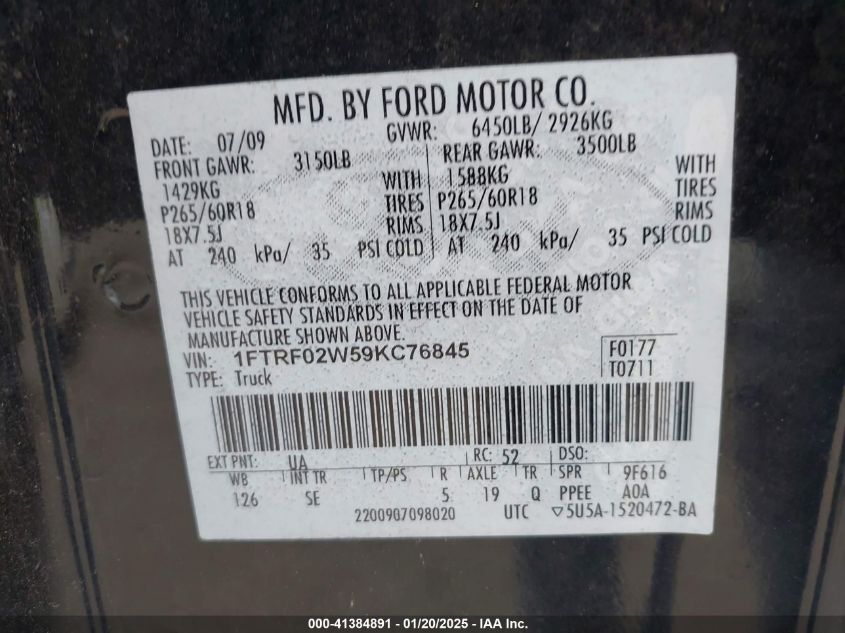 MFD. BY FORD MOTOR CO.
DATE: 07/09 GVWR: 6450LB/ 2926KG
FRONT GAWR: 3150LB REAR GAWR: 3500LB
1429KG WITH 1588KG WITH
P265/60R18 TIRES P265/60R18 TIRES
18X7.5J RIMS 18X7.5J RIMS
AT 240 kPa/ 35 PSI COLD AT 240 kPa/ 35 PSI COLD
THIS VEHICLE CONFORMS TO ALL APPLICABLE FEDERAL MOTOR
VEHICLE SAFETY STANDARDS IN EFFECT ON THE DATE OF
MANUFACTURE SHOWN ABOVE.
VIN: 1FTRF02W59KC76845 F0177
TYPE: Truck T0711
EXT PNT: UA RC: 52 DSO:
WB INT TR TP/PS R AXLE TR SPR 9F616
126 SE 5 19 Q PPEE A0A
2200907098020 UTC ▽5U5A-1520472-BA
000-41384891 - 01/20/2025 - IAA Inc.